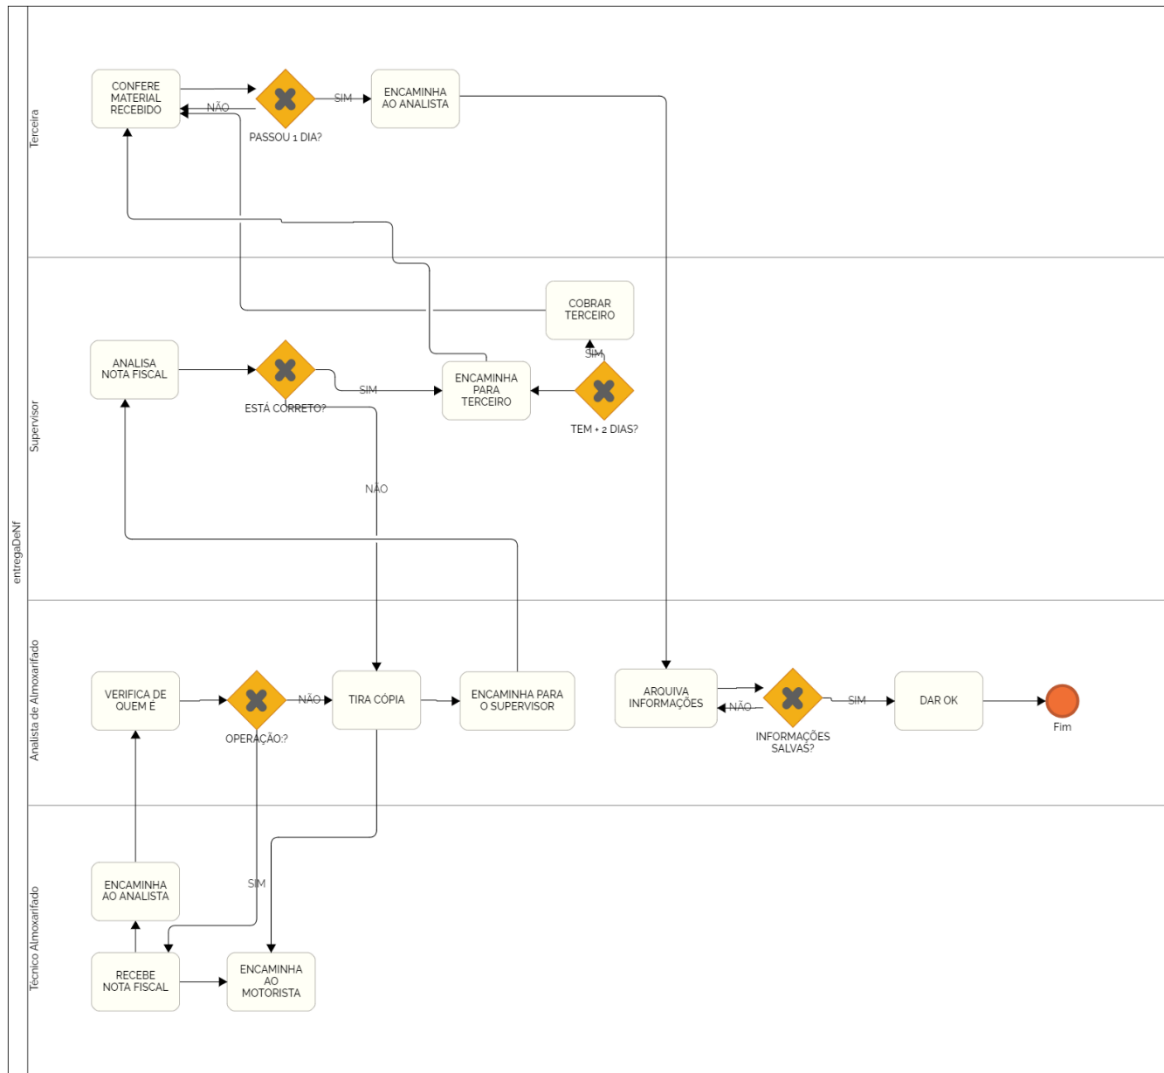 entregaDeNf
Terceira
CONFERE
MATERIAL
RECEBIDO
NÃO
PASSOU 1 DIA?
SIM
ENCAMINHA
AO ANALISTA
Supervisor
COBRAR
TERCEIRO
ANALISA
NOTA FISCAL
ESTÁ CORRETO?
SIM
ENCAMINHA
PARA
TERCEIRO
SIM
TEM + 2 DIAS?
NÃO
Analista de Almoxarifado
VERIFICA DE
QUEM É
OPERAÇÃO:?
NÃO
TIRA CÓPIA
ENCAMINHA PARA
O SUPERVISOR
ARQUIVA
INFORMAÇÕES
NÃO
INFORMAÇÕES
SALVAS?
SIM
DAR OK
Fim
Técnico Almoxarifado
ENCAMINHA
AO ANALISTA
SIM
RECEBE
NOTA FISCAL
ENCAMINHA
AO
MOTORISTA